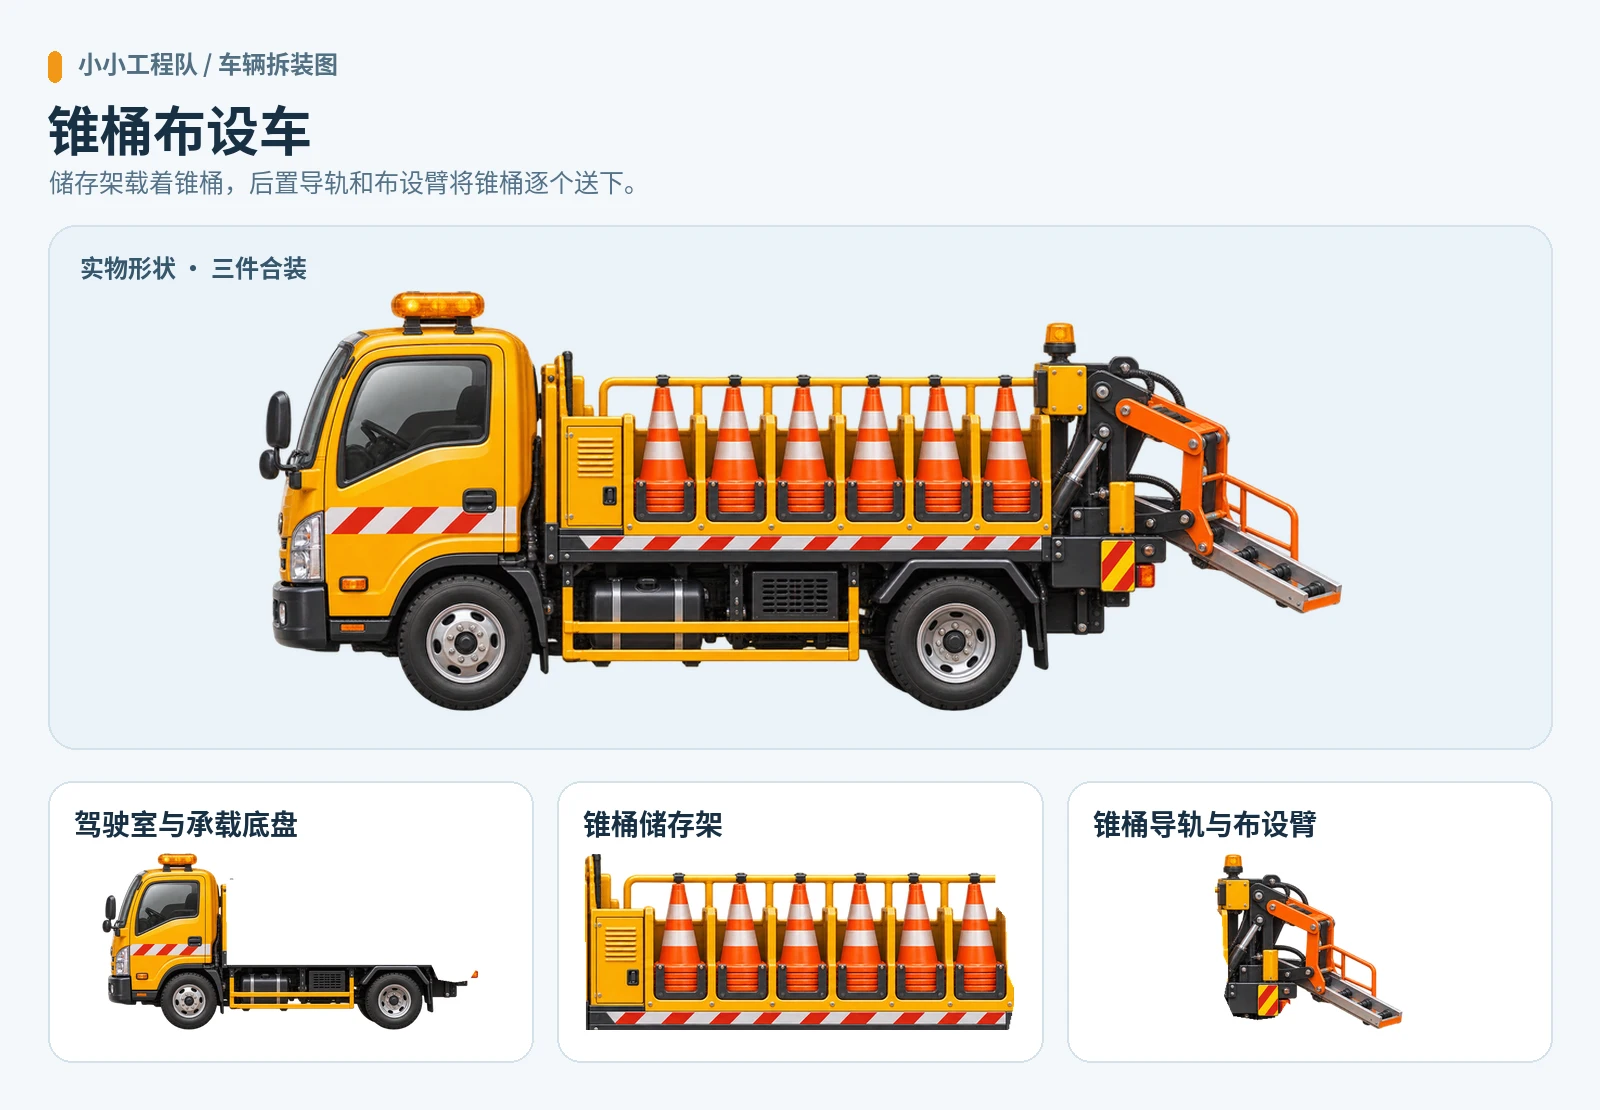 小小工程队 / 车辆拆装图
锥桶布设车
储存架载着锥桶，后置导轨和布设臂将锥桶逐个送下。
实物形状 · 三件合装
驾驶室与承载底盘
锥桶储存架
锥桶导轨与布设臂